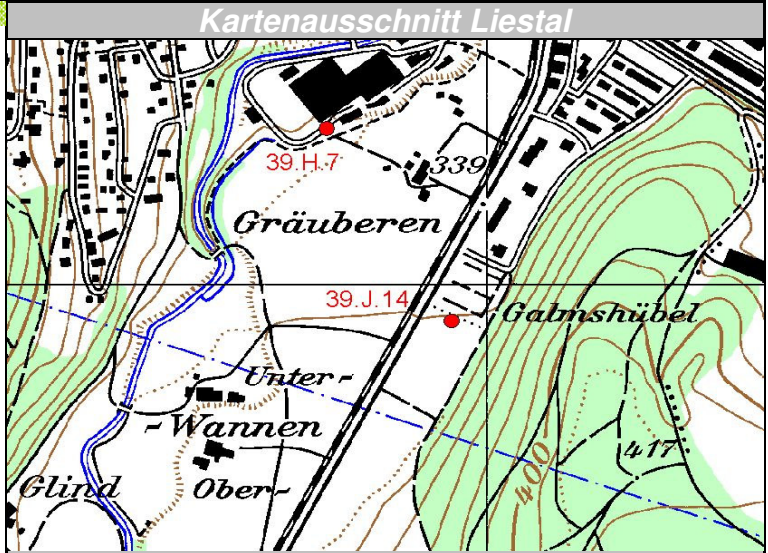 Kartenausschnitt Liestal
39.H.7
339
Gräuberen
39.J.14
Galmshübel
Unter-
-Wannen
417
400
Glind
Ober-